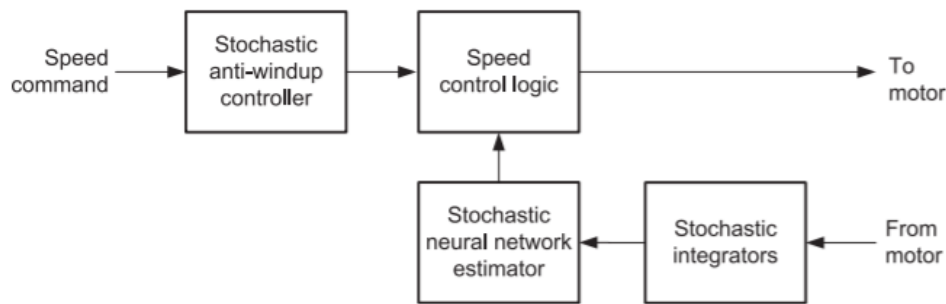 Speed
command
Stochastic
anti-windup
controller
Speed
control logic
To
motor
Stochastic
neural network
estimator
Stochastic
integrators
From
motor